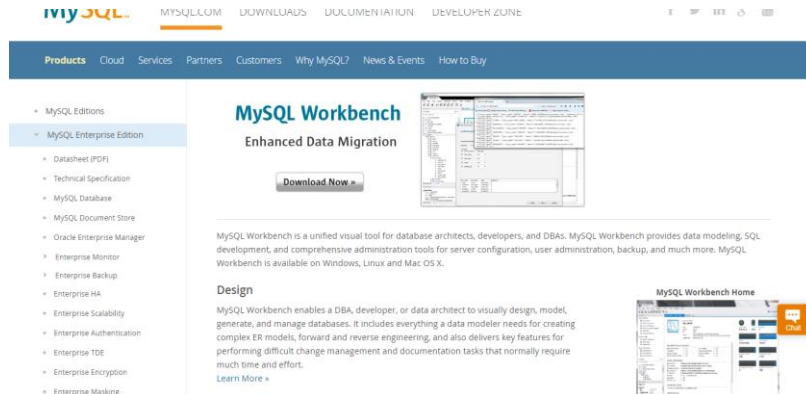 MySQL
MYSQL.COM DOWNLOADS DOCUMENTATION DEVELOPER ZONE
Products Cloud Services Partners Customers Why MySQL? News & Events How to Buy
MySQL Editions
MySQL Enterprise Edition
Datasheet (PDF)
Technical Specification
MySQL Database
MySQL Document Store
Oracle Enterprise Manager
Enterprise Monitor
Enterprise Backup
Enterprise HA
Enterprise Scalability
Enterprise Authentication
Enterprise TDE
Enterprise Encryption
Enterprise Masking
MySQL Workbench
Enhanced Data Migration
Download Now »
MySQL Workbench is a unified visual tool for database architects, developers, and DBAs. MySQL Workbench provides data modeling, SQL
development, and comprehensive administration tools for server configuration, user administration, backup, and much more. MySQL
Workbench is available on Windows, Linux and Mac OS X.
Design
MySQL Workbench enables a DBA, developer, or data architect to visually design, model,
generate, and manage databases. It includes everything a data modeler needs for creating
complex ER models, forward and reverse engineering, and also delivers key features for
performing difficult change management and documentation tasks that normally require
much time and effort.
Learn More »
MySQL Workbench Home
Chat